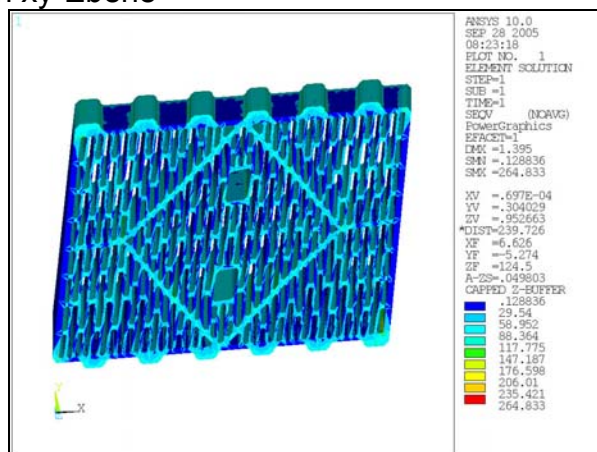 xy-Ebene
1
ANSYS 10.0
SEP 28 2005
08:23:18
PLOT NO. 1
ELEMENT SOLUTION
STEP=1
SUB =1
TIME=1
SEQV (NOAVG)
PowerGraphics
EFACET=1
DMX =1.395
SMN =.128836
SMX =264.833
XV =.697E-04
YV =.304029
ZV =.952663
*DIST=239.726
XF =6.626
YF =-5.274
ZF =124.5
A-ZS=.049803
CAPPED Z-BUFFER
.128836
29.54
58.952
88.364
117.775
147.187
176.598
206.01
235.421
264.833
Y
X